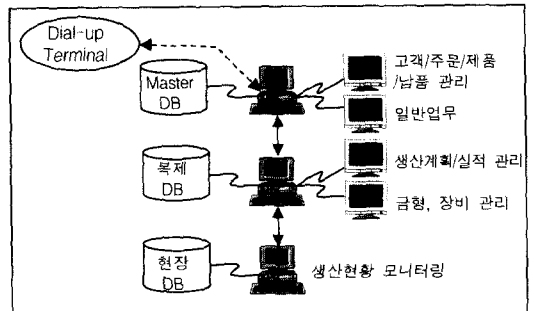 Dial-up
Terminal
Master
DB
고객/주문/제품
/납품 관리
일반업무
복제
DB
생산계획/실적 관리
금형, 장비 관리
현장
DB
생산현황 모니터링